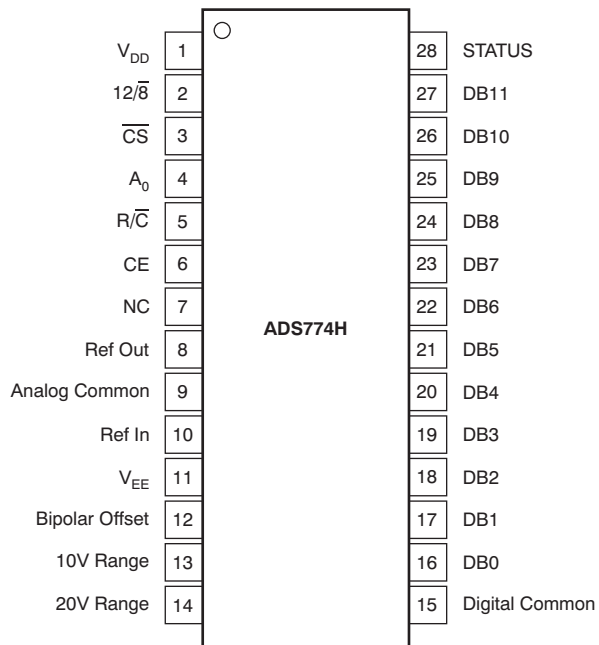 V_DD 1 28 STATUS
12/8̅ 2 27 DB11
C̅S̅ 3 26 DB10
A_0 4 25 DB9
R/C̅ 5 24 DB8
CE 6 23 DB7
NC 7 22 DB6
ADS774H
Ref Out 8 21 DB5
Analog Common 9 20 DB4
Ref In 10 19 DB3
V_EE 11 18 DB2
Bipolar Offset 12 17 DB1
10V Range 13 16 DB0
20V Range 14 15 Digital Common